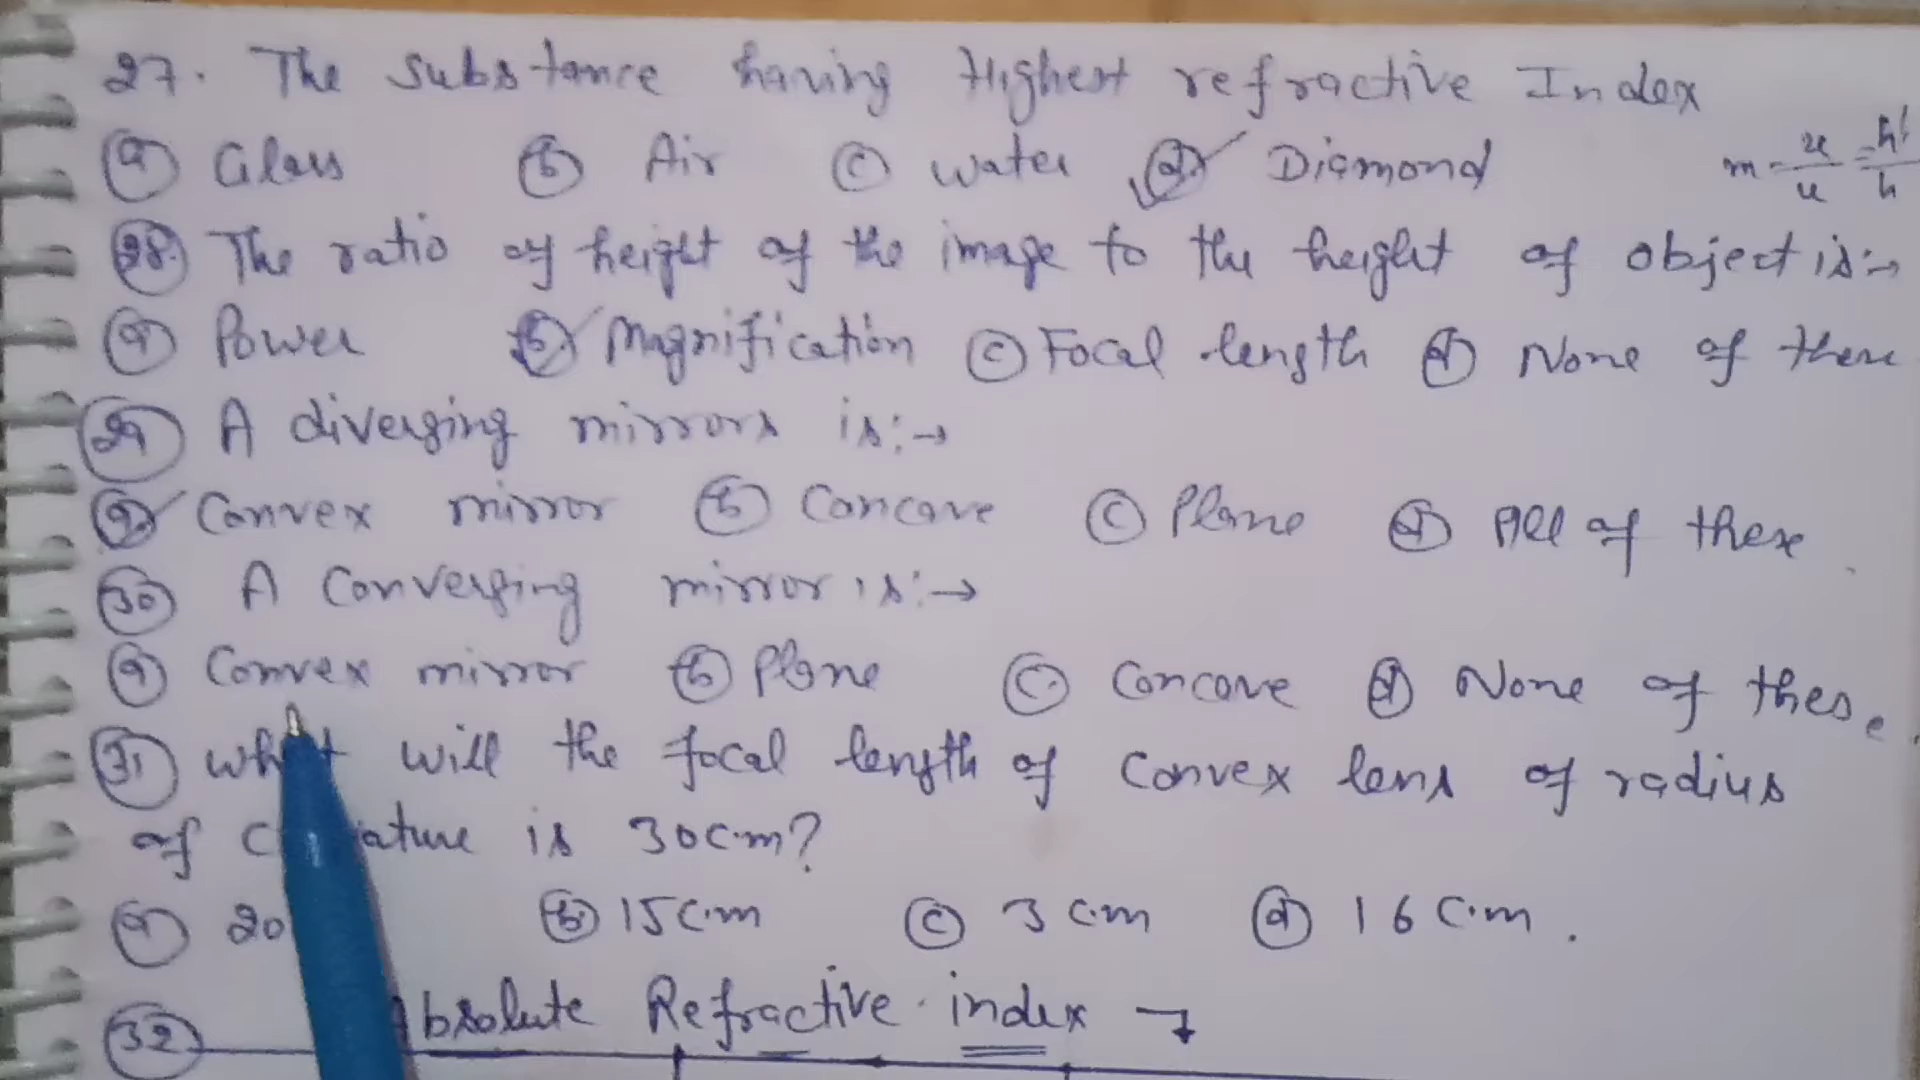 27. The substance having Highest refractive Index
(a) Glass (b) Air (c) water (d) Diamond
m = u/u = h'/h
(28) The ratio of height of the image to the height of object is:→
(a) Power (b) Magnification (c) Focal length (d) None of these
(29) A diverging mirrors is:→
(a) Convex mirror (b) Concave (c) Plane (d) All of these.
(30) A Converging mirror is:→
(a) Convex mirror (b) Plane (c) Concave (d) None of these.
(31) will the focal length of Convex lens of radius
of is 30cm?
(a) 20 (b) 15cm (c) 3cm (d) 16cm.
(32) Absolute Refractive index →